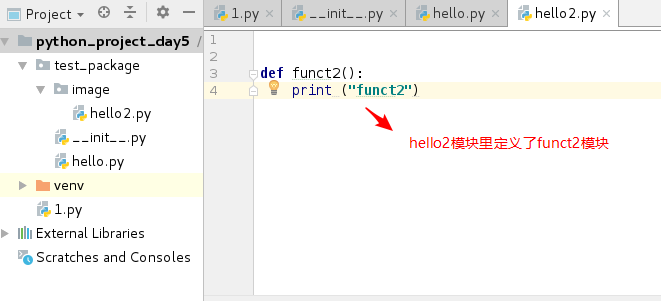 Project
1.py
__init__.py
hello.py
hello2.py
python_project_day5 /
test_package
image
hello2.py
__init__.py
hello.py
venv
1.py
External Libraries
Scratches and Consoles
1
2
3 def funct2():
4 print ("funct2")
hello2模块里定义了funct2模块